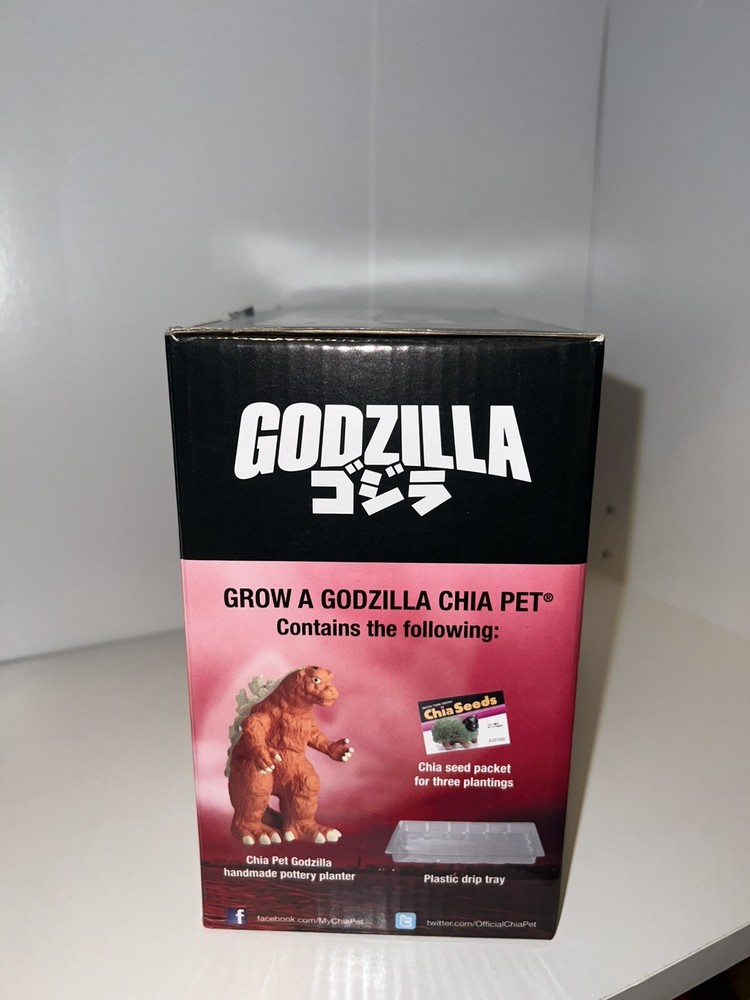 GODZILLA
ゴジラ
GROW A GODZILLA CHIA PET®
Contains the following:
Chia Seeds
Chia seed packet
for three plantings
Chia Pet Godzilla
handmade pottery planter
Plastic drip tray
facebook.com/MyChiaPet
twitter.com/OfficialChiaPet